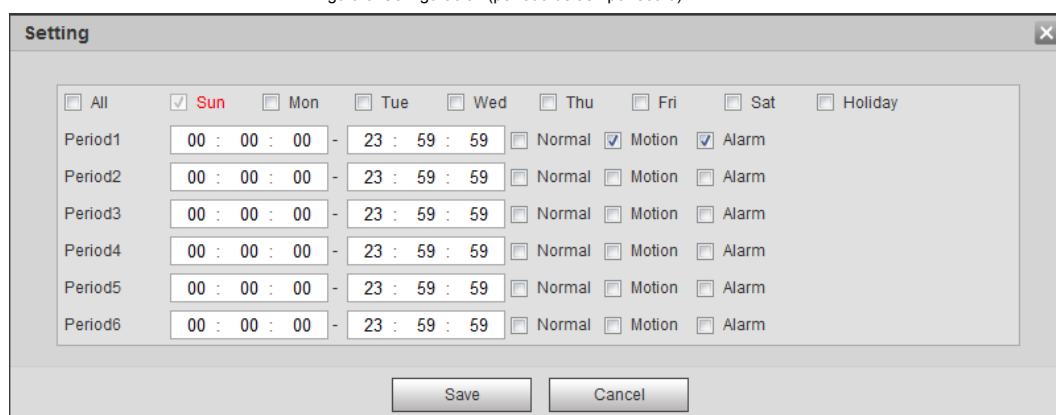 Setting
All Sun Mon Tue Wed Thu Fri Sat Holiday
Period1 00 : 00 : 00 - 23 : 59 : 59 Normal Motion Alarm
Period2 00 : 00 : 00 - 23 : 59 : 59 Normal Motion Alarm
Period3 00 : 00 : 00 - 23 : 59 : 59 Normal Motion Alarm
Period4 00 : 00 : 00 - 23 : 59 : 59 Normal Motion Alarm
Period5 00 : 00 : 00 - 23 : 59 : 59 Normal Motion Alarm
Period6 00 : 00 : 00 - 23 : 59 : 59 Normal Motion Alarm
Save Cancel